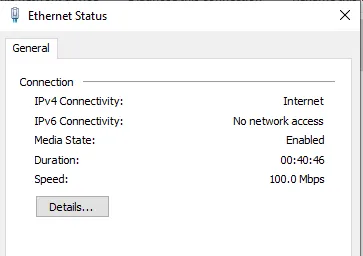 Ethernet Status
General
Connection
IPv4 Connectivity: Internet
IPv6 Connectivity: No network access
Media State: Enabled
Duration: 00:40:46
Speed: 100.0 Mbps
Details...